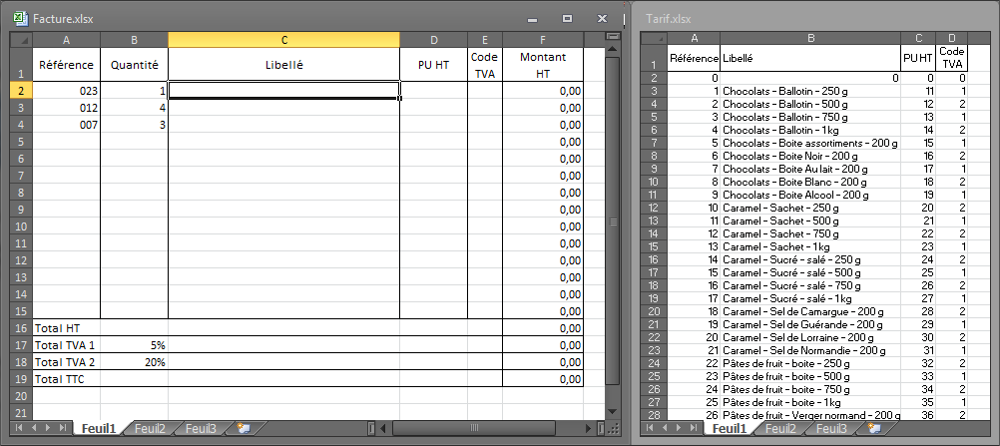 Facture.xlsx
A B C D E F
1 Référence Quantité Libellé PU HT Code TVA Montant HT
2 023 1 0,00
3 012 4 0,00
4 007 3 0,00
5 0,00
6 0,00
7 0,00
8 0,00
9 0,00
10 0,00
11 0,00
12 0,00
13 0,00
14 0,00
15 0,00
16 Total HT 0,00
17 Total TVA 1 5% 0,00
18 Total TVA 2 20% 0,00
19 Total TTC 0,00
20
21
Feuil1 Feuil2 Feuil3
Tarif.xlsx
A B C D
1 Référence Libellé PU HT Code TVA
2 0 0 0 0
3 1 Chocolats - Ballotin - 250 g 11 1
4 2 Chocolats - Ballotin - 500 g 12 2
5 3 Chocolats - Ballotin - 750 g 13 1
6 4 Chocolats - Ballotin - 1kg 14 2
7 5 Chocolats - Boite assortiments - 200 g 15 1
8 6 Chocolats - Boite Noir - 200 g 16 2
9 7 Chocolats - Boite Au lait - 200 g 17 1
10 8 Chocolats - Boite Blanc - 200 g 18 2
11 9 Chocolats - Boite Alcool - 200 g 19 1
12 10 Caramel - Sachet - 250 g 20 2
13 11 Caramel - Sachet - 500 g 21 1
14 12 Caramel - Sachet - 750 g 22 2
15 13 Caramel - Sachet - 1kg 23 1
16 14 Caramel - Sucré - salé - 250 g 24 2
17 15 Caramel - Sucré - salé - 500 g 25 1
18 16 Caramel - Sucré - salé - 750 g 26 2
19 17 Caramel - Sucré - salé - 1kg 27 1
20 18 Caramel - Sel de Camargue - 200 g 28 2
21 19 Caramel - Sel de Guérande - 200 g 29 1
22 20 Caramel - Sel de Lorraine - 200 g 30 2
23 21 Caramel - Sel de Normandie - 200 g 31 1
24 22 Pâtes de fruit - boite - 250 g 32 2
25 23 Pâtes de fruit - boite - 500 g 33 1
26 24 Pâtes de fruit - boite - 750 g 34 2
27 25 Pâtes de fruit - boite - 1kg 35 1
28 26 Pâtes de fruit - Verger normand - 200 g 36 2
Feuil1 Feuil2 Feuil3